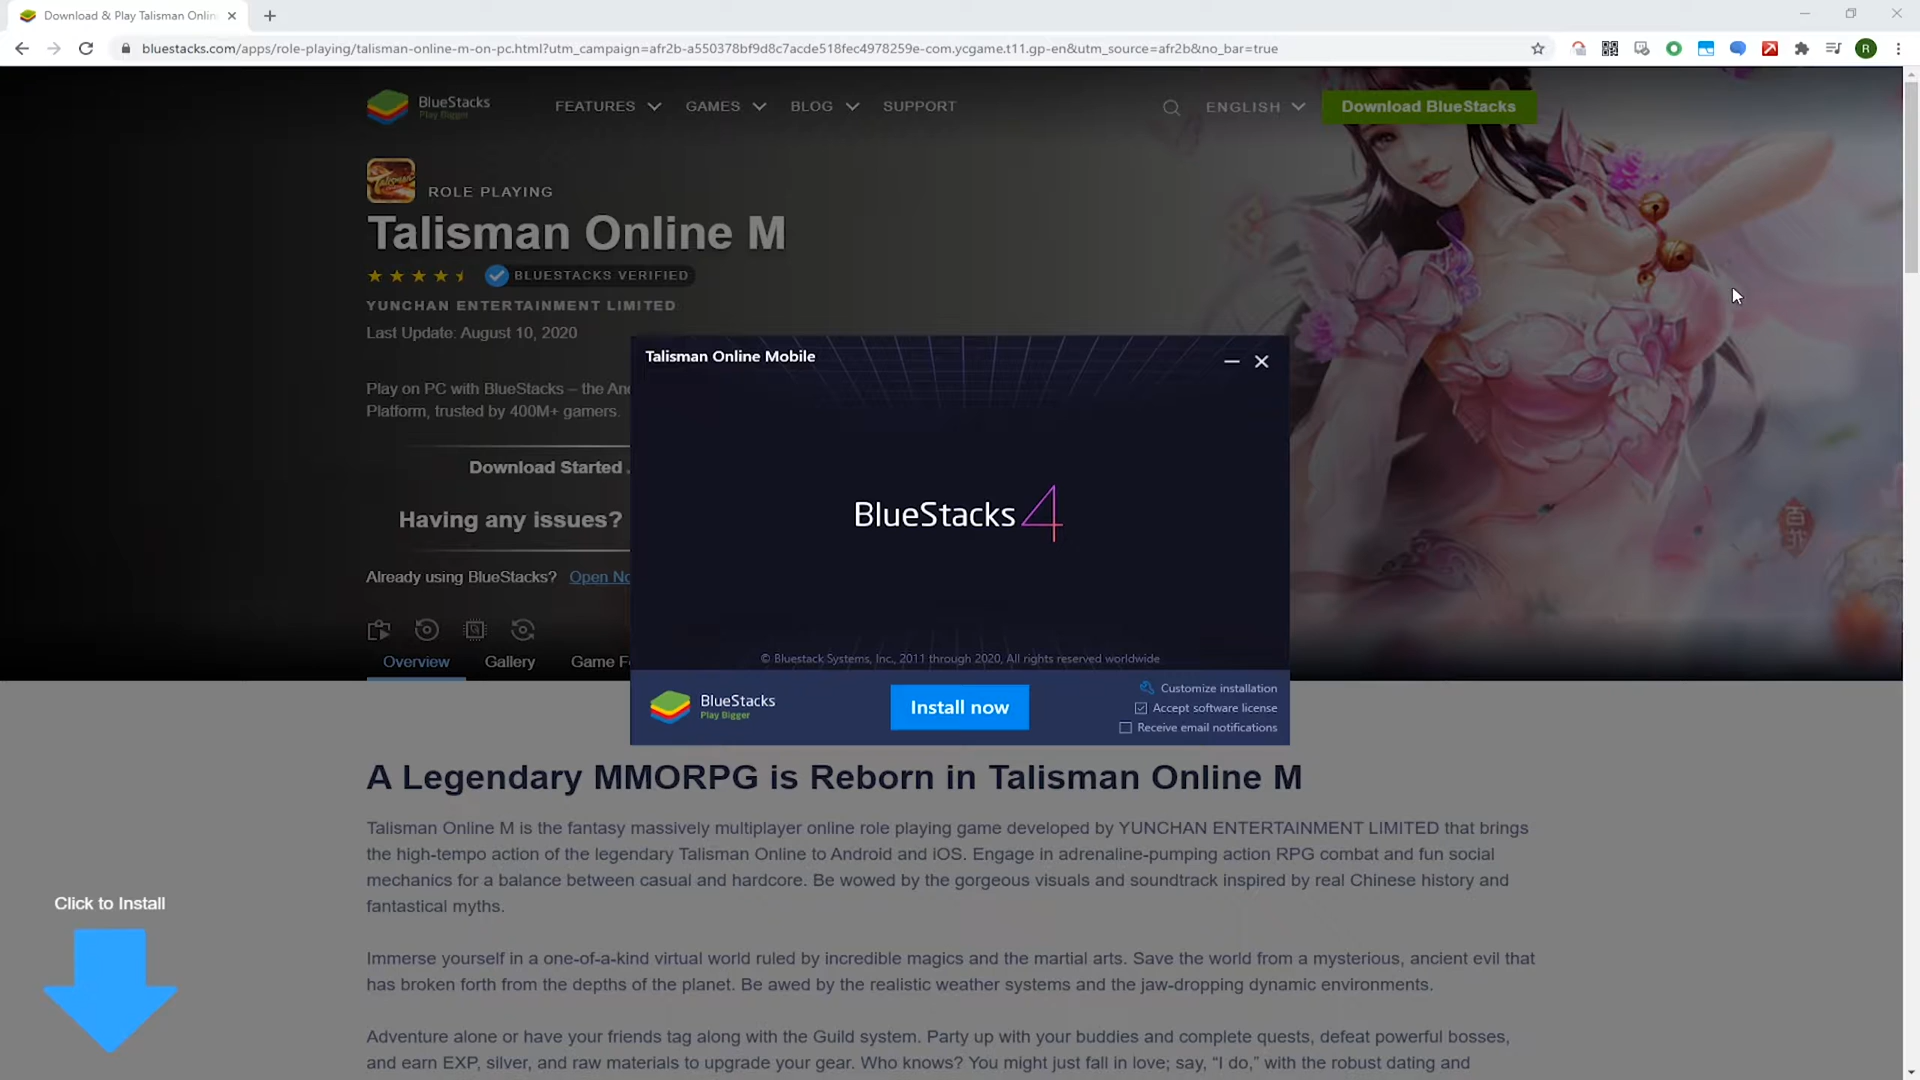 Download & Play Talisman Onlin
bluestacks.com/apps/role-playing/talisman-online-m-on-pc.html?utm_campaign=afr2b-a550378bf9d8c7acde518fec4978259e-com.ycgame.t11.gp-en&utm_source=afr2b&no_bar=true
R
BlueStacks
Play Bigger
FEATURES
GAMES
BLOG
SUPPORT
ENGLISH
Download BlueStacks
Talisman
ROLE PLAYING
Talisman Online M
BLUESTACKS VERIFIED
YUNCHAN ENTERTAINMENT LIMITED
Last Update: August 10, 2020
Talisman Online Mobile
Play on PC with BlueStacks – the An
Platform, trusted by 400M+ gamers.
Download Started .
Having any issues?
BlueStacks 4
Already using BlueStacks? Open No
Overview
Gallery
Game F
© Bluestack Systems, Inc., 2011 through 2020, All rights reserved worldwide
BlueStacks
Play Bigger
Install now
Customize installation
Accept software license
Receive email notifications
A Legendary MMORPG is Reborn in Talisman Online M
Talisman Online M is the fantasy massively multiplayer online role playing game developed by YUNCHAN ENTERTAINMENT LIMITED that brings
the high-tempo action of the legendary Talisman Online to Android and iOS. Engage in adrenaline-pumping action RPG combat and fun social
mechanics for a balance between casual and hardcore. Be wowed by the gorgeous visuals and soundtrack inspired by real Chinese history and
fantastical myths.
Click to Install
Immerse yourself in a one-of-a-kind virtual world ruled by incredible magics and the martial arts. Save the world from a mysterious, ancient evil that
has broken forth from the depths of the planet. Be awed by the realistic weather systems and the jaw-dropping dynamic environments.
Adventure alone or have your friends tag along with the Guild system. Party up with your buddies and complete quests, defeat powerful bosses,
and earn EXP, silver, and raw materials to upgrade your gear. Who knows? You might just fall in love; say, “I do,” with the robust dating and